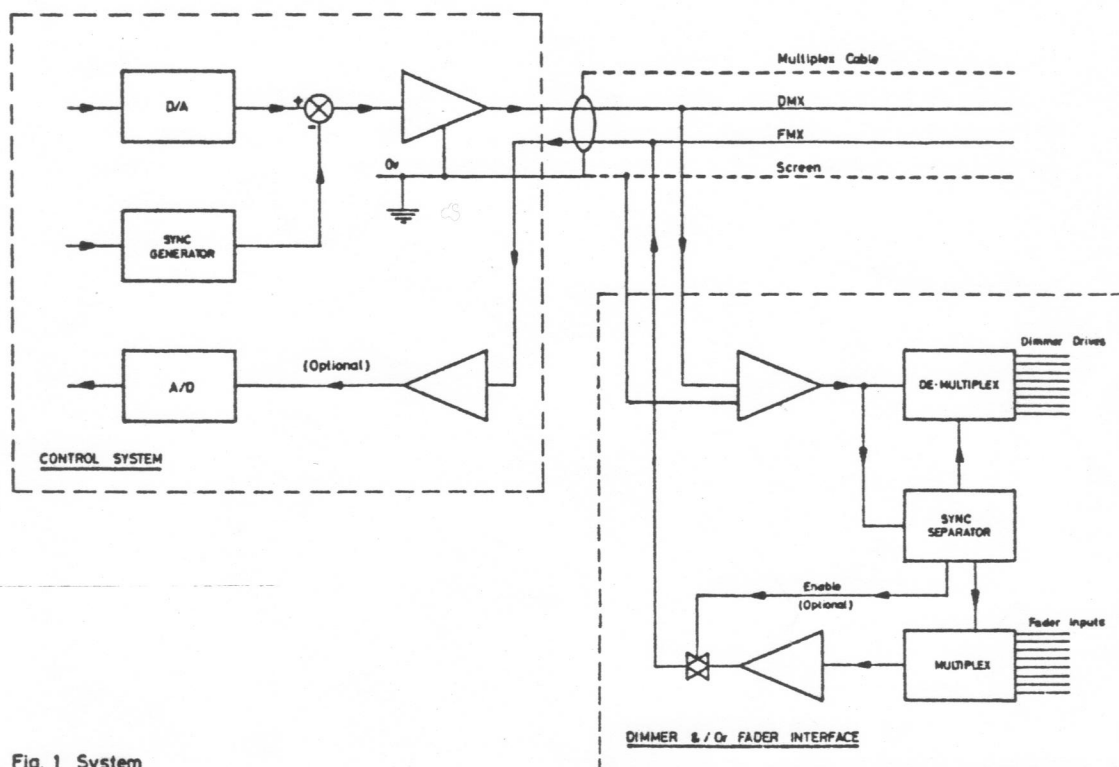 Multiplex Cable
D/A
+
-
DMX
FMX
0v
Screen
SYNC
GENERATOR
(Optional)
A/D
CONTROL SYSTEM
Dimmer Drives
DE-MULTIPLEX
SYNC
SEPARATOR
Enable
(Optional)
Fader Inputs
MULTIPLEX
DIMMER &/Or FADER INTERFACE
Fig. 1 System